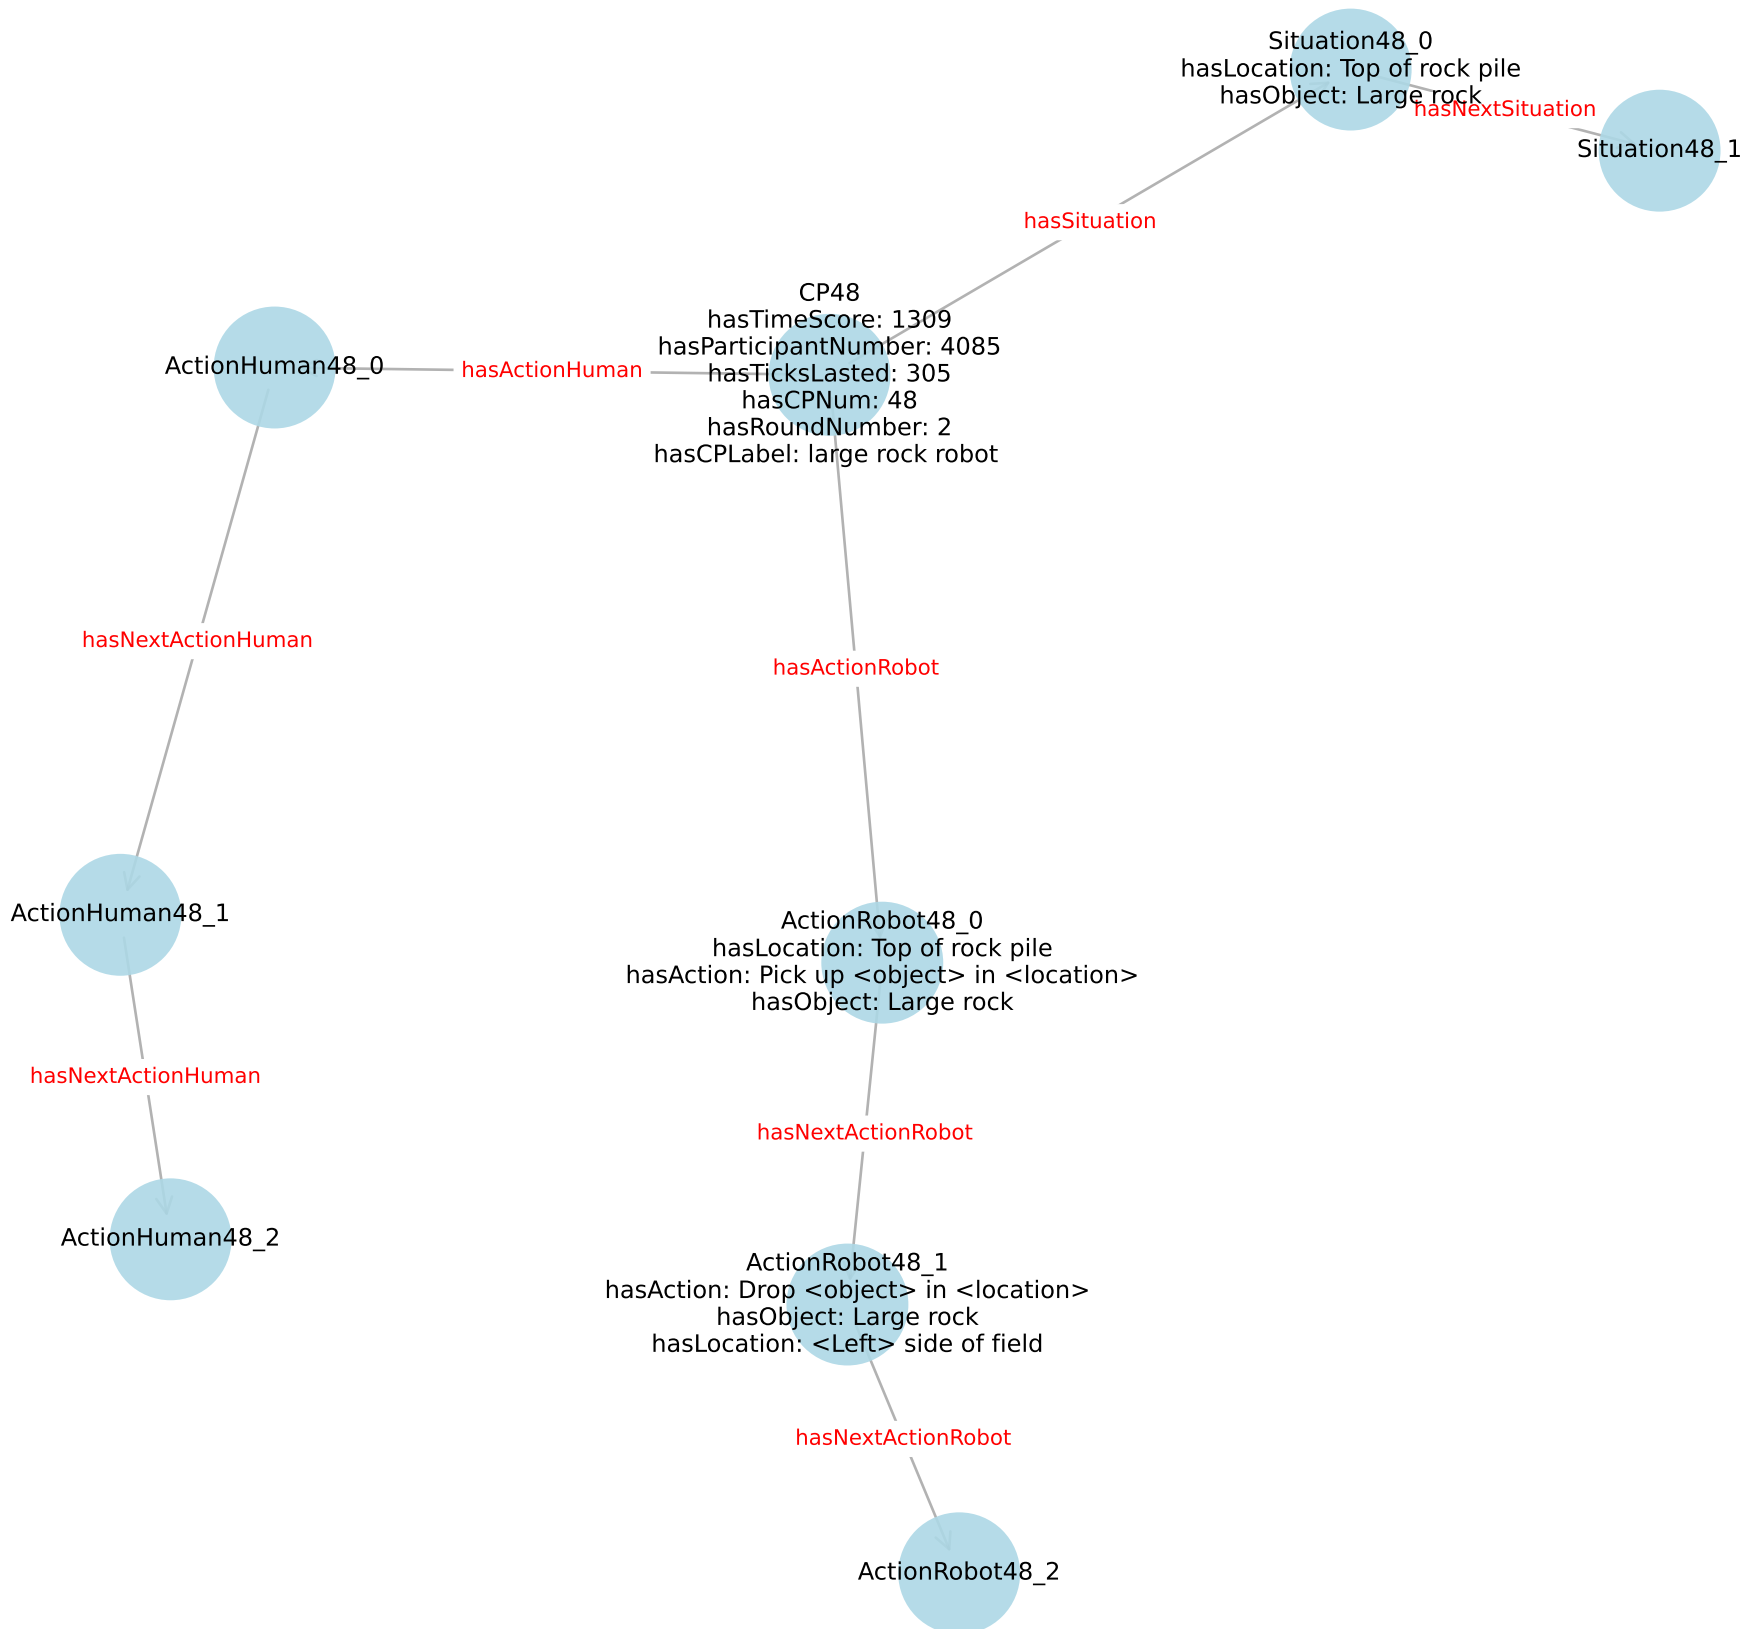 Situation48_0
hasLocation: Top of rock pile
hasObject: Large rock
hasNextSituation
Situation48_1
hasSituation
CP48
hasTimeScore: 1309
hasParticipantNumber: 4085
hasTicksLasted: 305
hasCPNum: 48
hasRoundNumber: 2
hasCPLabel: large rock robot
ActionHuman48_0
hasActionHuman
hasNextActionHuman
hasActionRobot
ActionHuman48_1
ActionRobot48_0
hasLocation: Top of rock pile
hasAction: Pick up <object> in <location>
hasObject: Large rock
hasNextActionHuman
hasNextActionRobot
ActionHuman48_2
ActionRobot48_1
hasAction: Drop <object> in <location>
hasObject: Large rock
hasLocation: <Left> side of field
hasNextActionRobot
ActionRobot48_2